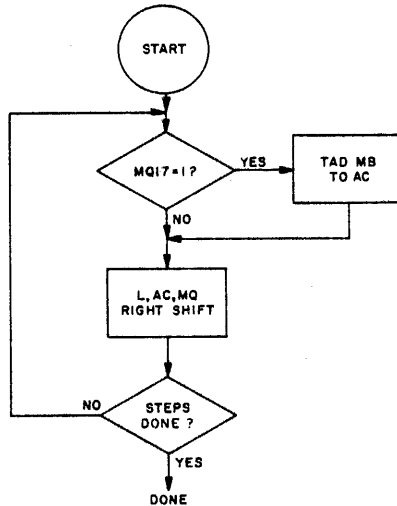 START
MQ17=1?
YES
TAD MB
TO AC
NO
L,AC,MQ
RIGHT SHIFT
NO
STEPS
DONE ?
YES
DONE